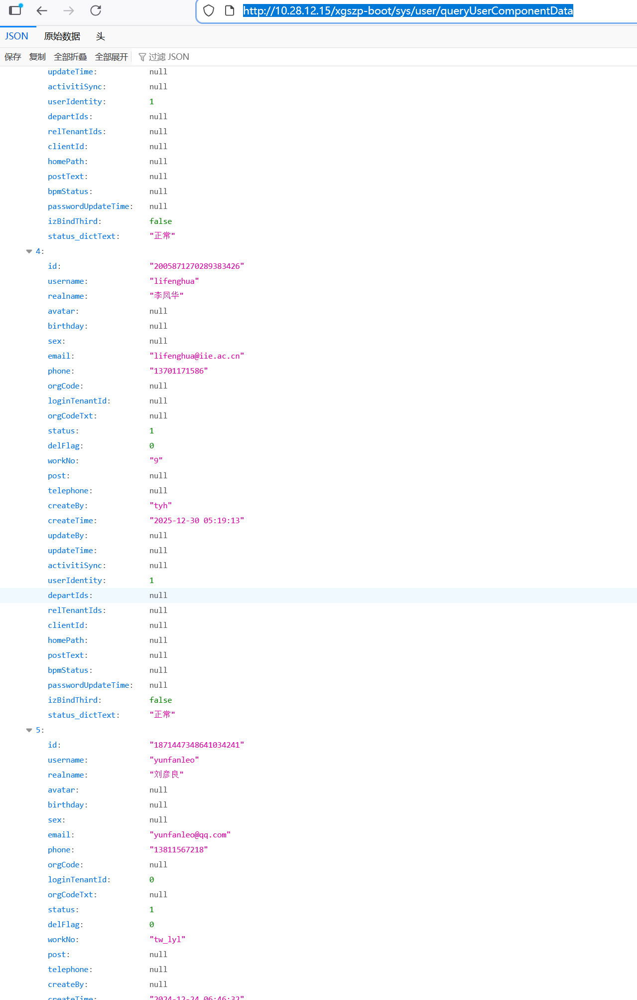 http://10.28.12.15/xgszp-boot/sys/user/queryUserComponentData
JSON 原始数据 头
保存 复制 全部折叠 全部展开 过滤 JSON
updateTime: null
activitiSync: null
userIdentity: 1
departIds: null
relTenantIds: null
clientId: null
homePath: null
postText: null
bpmStatus: null
passwordUpdateTime: null
izBindThird: false
status_dictText: "正常"
4:
id: "2005871270289383426"
username: "lifenghua"
realname: "李凤华"
avatar: null
birthday: null
sex: null
email: "lifenghua@iie.ac.cn"
phone: "13701171586"
orgCode: null
loginTenantId: null
orgCodeTxt: null
status: 1
delFlag: 0
workNo: "9"
post: null
telephone: null
createBy: "tyh"
createTime: "2025-12-30 05:19:13"
updateBy: null
updateTime: null
activitiSync: null
userIdentity: 1
departIds: null
relTenantIds: null
clientId: null
homePath: null
postText: null
bpmStatus: null
passwordUpdateTime: null
izBindThird: false
status_dictText: "正常"
5:
id: "1871447348641034241"
username: "yunfanleo"
realname: "刘彦良"
avatar: null
birthday: null
sex: null
email: "yunfanleo@qq.com"
phone: "13811567218"
orgCode: null
loginTenantId: 0
orgCodeTxt: null
status: 1
delFlag: 0
workNo: "tw_lyl"
post: null
telephone: null
createBy: null
createTime: "2024-12-24 06:46:32"